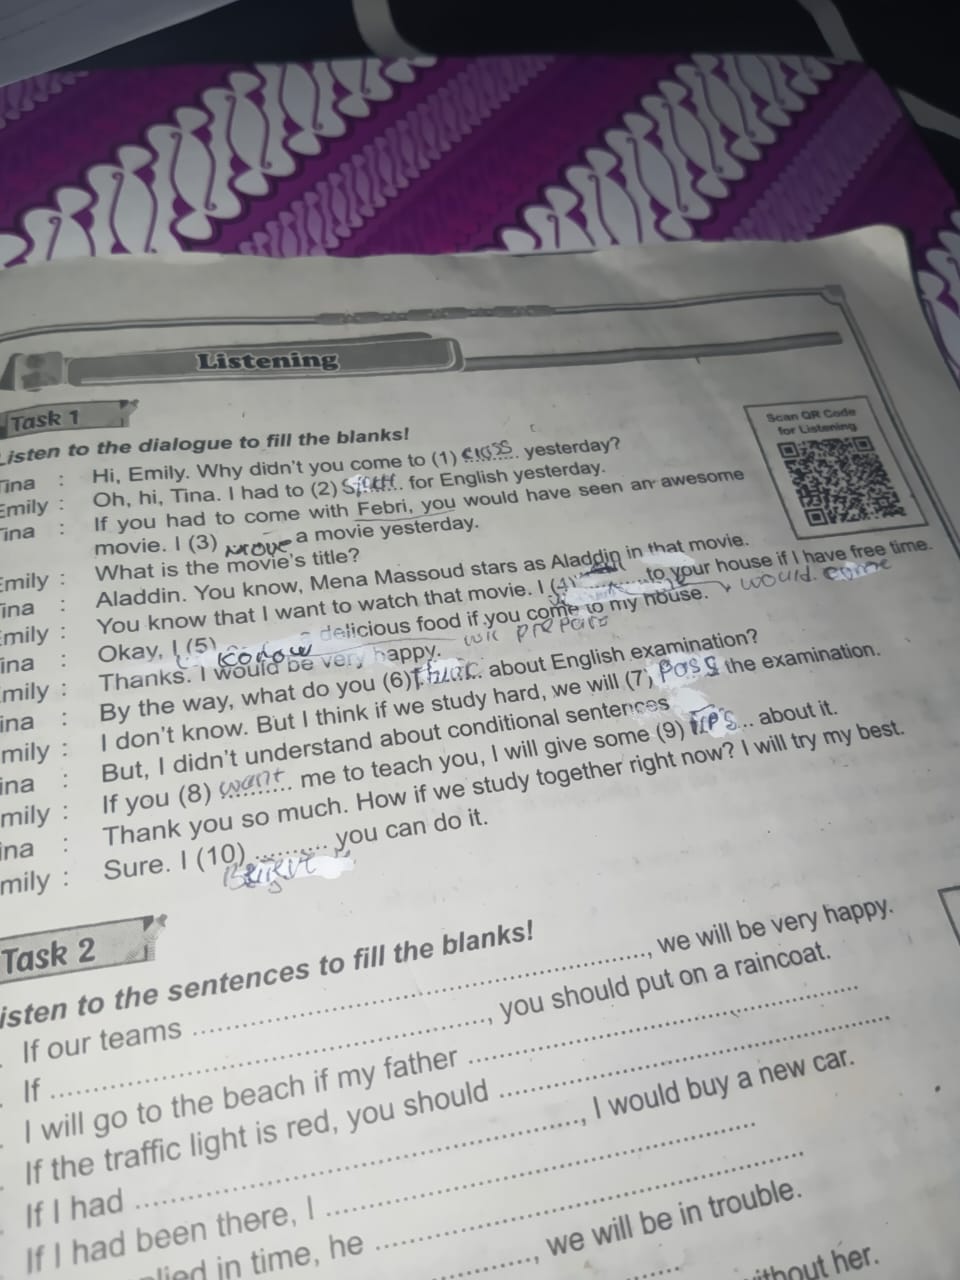 Listening
Task 1
Scan QR Code
for Listening
Listen to the dialogue to fill the blanks!
Tina : Hi, Emily. Why didn't you come to (1) class yesterday?
Emily : Oh, hi, Tina. I had to (2) ........ for English yesterday.
Tina : If you had to come with Febri, you would have seen an awesome
movie. I (3) a movie yesterday.
Emily : What is the movie's title?
Tina : Aladdin. You know, Mena Massoud stars as Aladdin in that movie.
Emily : You know that I want to watch that movie. I (4) to your house if I have free time.
would come
Tina : Okay, I (5) delicious food if you come to my house.
will prepare
Emily : Thanks. I would be very happy.
Tina : By the way, what do you (6) think about English examination?
Emily : I don't know. But I think if we study hard, we will (7) Pass the examination.
Tina : But, I didn't understand about conditional sentences
Emily : If you (8) want me to teach you, I will give some (9) TIPS ... about it.
Tina : Thank you so much. How if we study together right now? I will try my best.
Emily : Sure. I (10) .......... you can do it.
Believe
Task 2
Listen to the sentences to fill the blanks!
If our teams ........................................, we will be very happy.
If ........................................, you should put on a raincoat.
I will go to the beach if my father ........................................
If the traffic light is red, you should ........................................
If I had ........................................, I would buy a new car.
If I had been there, I ........................................
in time, he ........................................
........................, we will be in trouble.
without her.